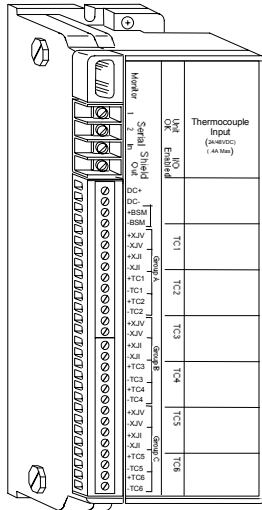 Monitor
1
2
In
Out
Serial Shield
Unit OK
I/O Enabled
Thermocouple
Input
(24/48VDC)
(.4A Max)
DC+
DC-
+BSM
-BSM
+XJV
-XJV
+XJI
-XJI
+TC1
-TC1
+TC2
-TC2
Group A
+XJV
-XJV
+XJI
-XJI
+TC3
-TC3
+TC4
-TC4
Group B
+XJV
-XJV
+XJI
-XJI
+TC5
-TC5
+TC6
-TC6
Group C
TC1
TC2
TC3
TC4
TC5
TC6